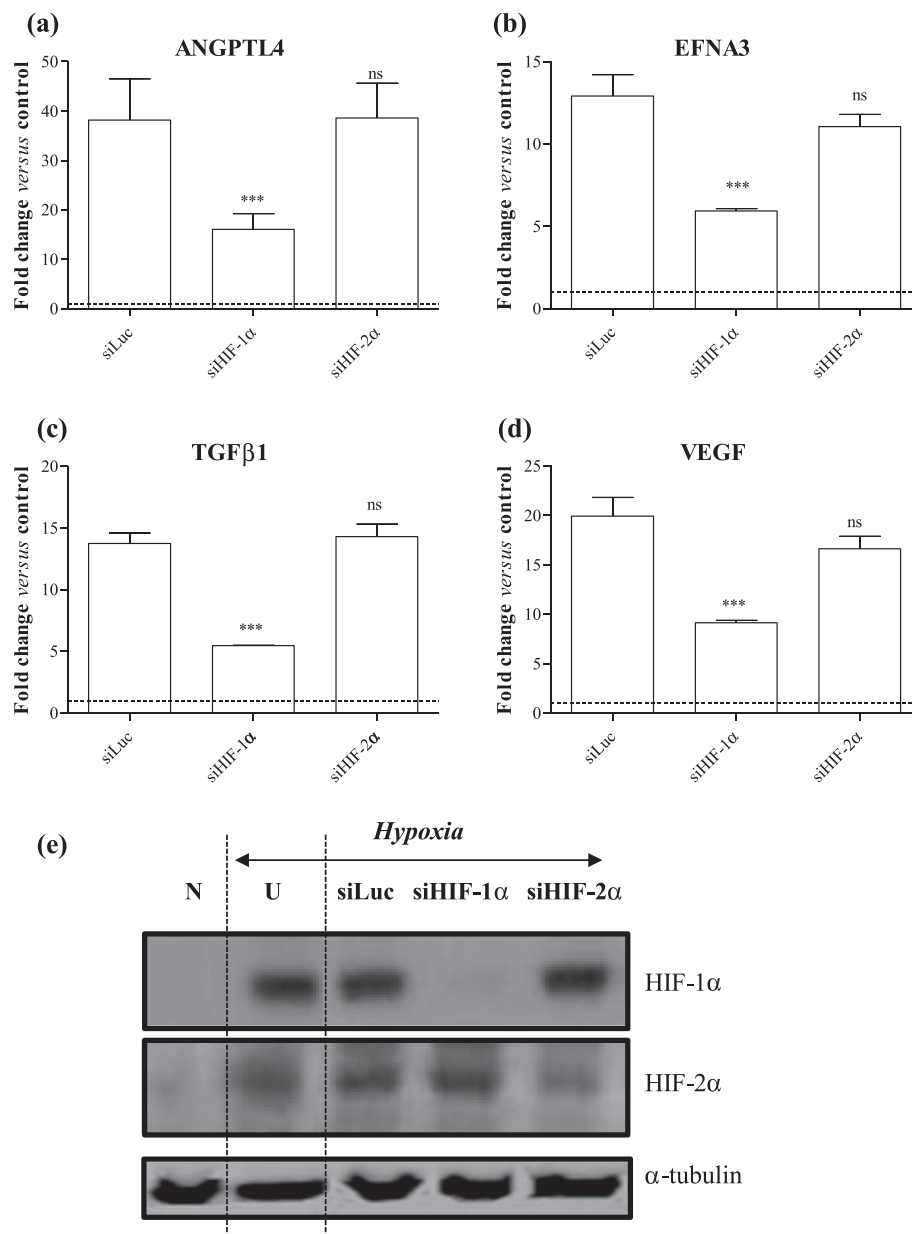 (a)
ANGPTL4
Fold change versus control
50
40
30
20
10
0
ns
***
siLuc
siHIF-1α
siHIF-2α
(b)
EFNA3
Fold change versus control
15
10
5
0
ns
***
siLuc
siHIF-1α
siHIF-2α
(c)
TGFβ1
Fold change versus control
20
15
10
5
0
ns
***
siLuc
siHIF-1α
siHIF-2α
(d)
VEGF
Fold change versus control
25
20
15
10
5
0
ns
***
siLuc
siHIF-1α
siHIF-2α
(e)
Hypoxia
N U siLuc siHIF-1α siHIF-2α
HIF-1α
HIF-2α
α-tubulin